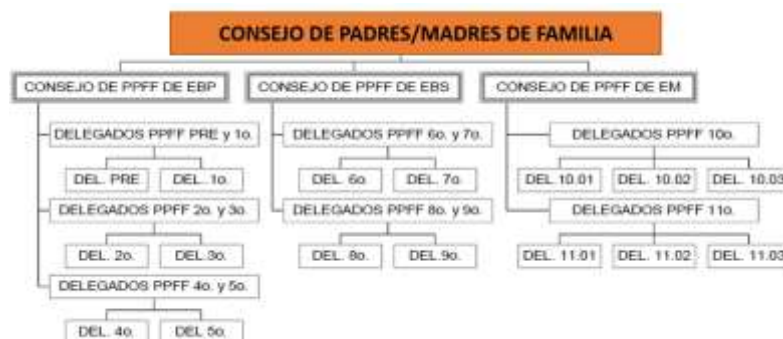 CONSEJO DE PADRES/MADRES DE FAMILIA
CONSEJO DE PPFF DE EBP
CONSEJO DE PPFF DE EBS
CONSEJO DE PPFF DE EM
DELEGADOS PPFF PRE y 1o.
DELEGADOS PPFF 6o. y 7o.
DELEGADOS PPFF 10o.
DEL. PRE
DEL. 1o.
DEL. 6o.
DEL. 7o.
DEL. 10.01
DEL. 10.02
DEL. 10.03
DELEGADOS PPFF 2o. y 3o.
DELEGADOS PPFF 8o. y 9o.
DELEGADOS PPFF 11o.
DEL. 2o.
DEL. 3o.
DEL. 8o.
DEL. 9o.
DEL. 11.01
DEL. 11.02
DEL. 11.03
DELEGADOS PPFF 4o. y 5o.
DEL. 4o.
DEL 5o.